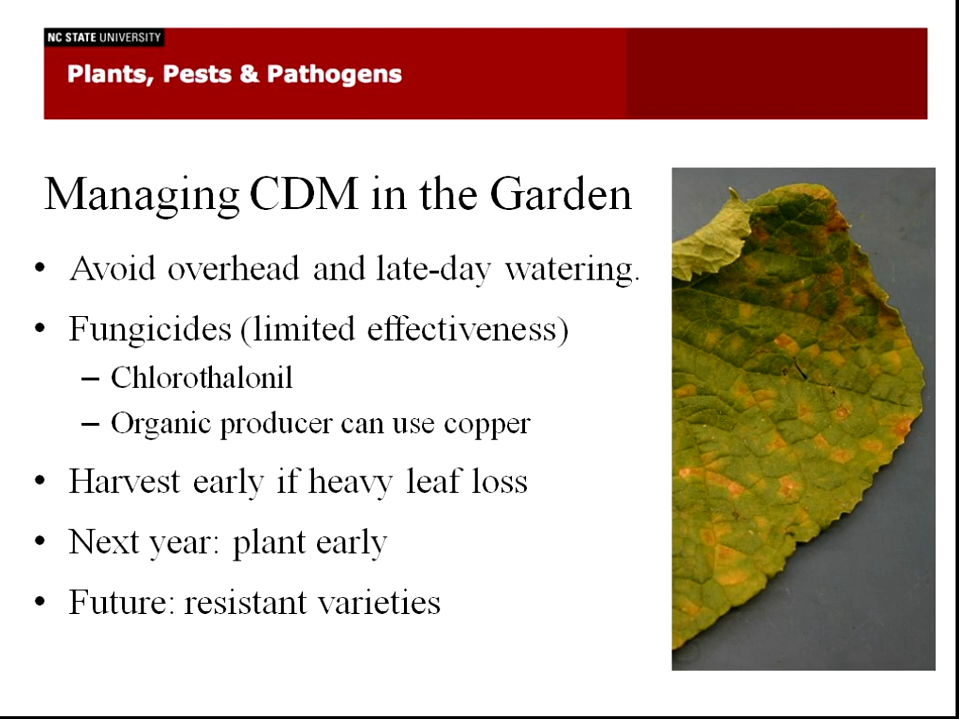 NC STATE UNIVERSITY
Plants, Pests & Pathogens
Managing CDM in the Garden
• Avoid overhead and late-day watering.
• Fungicides (limited effectiveness)
– Chlorothalonil
– Organic producer can use copper
• Harvest early if heavy leaf loss
• Next year: plant early
• Future: resistant varieties